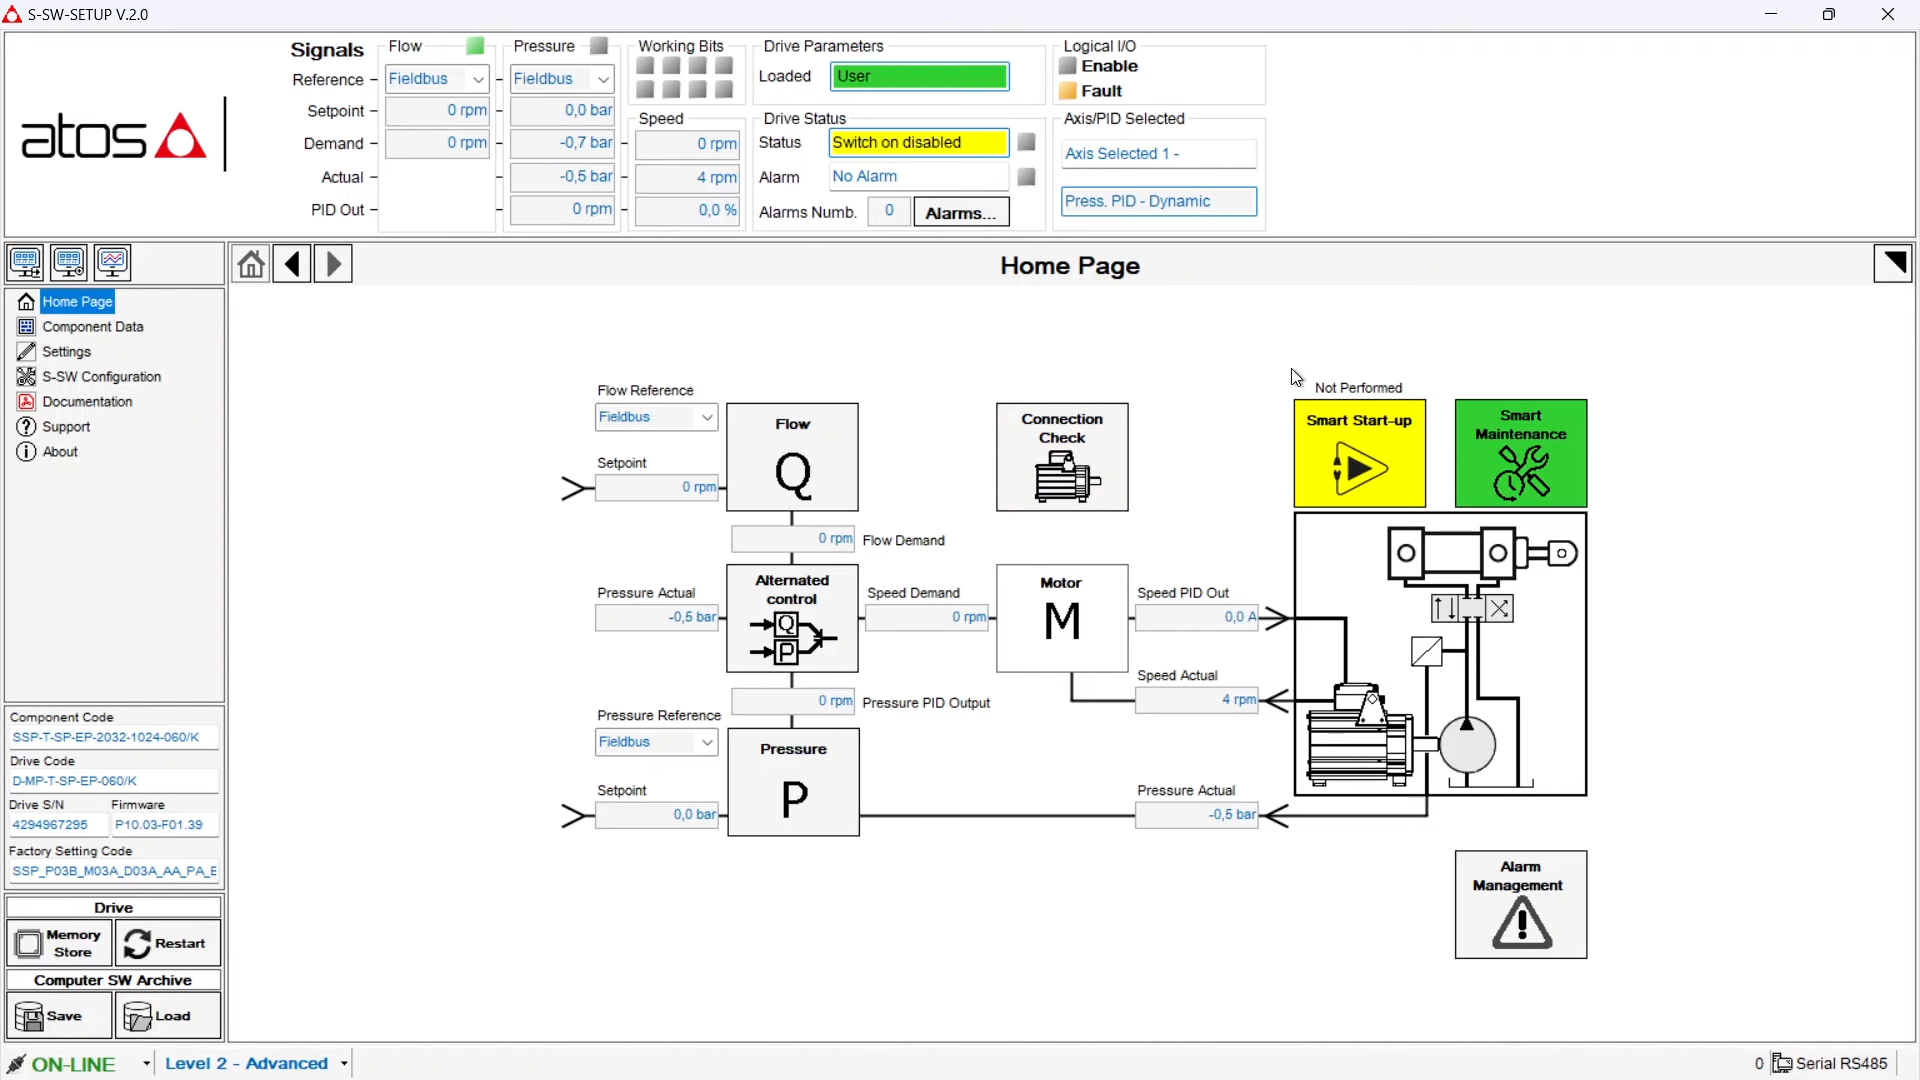 S-SW-SETUP V.2.0
atos
Signals
Reference
Setpoint
Demand
Actual
PID Out
Flow
Fieldbus
0 rpm
0 rpm
Pressure
Fieldbus
0,0 bar
-0,7 bar
-0,5 bar
0 rpm
Working Bits
Speed
0 rpm
4 rpm
0,0 %
Drive Parameters
Loaded User
Drive Status
Status Switch on disabled
Alarm No Alarm
Alarms Numb. 0 Alarms...
Logical I/O
Enable
Fault
Axis/PID Selected
Axis Selected 1 -
Press. PID - Dynamic
Home Page
Home Page
Component Data
Settings
S-SW Configuration
Documentation
Support
About
Component Code
SSP-T-SP-EP-2032-1024-060/K
Drive Code
D-MP-T-SP-EP-060/K
Drive S/N Firmware
4294967295 P10.03-F01.39
Factory Setting Code
SSP_P03B_M03A_D03A_AA_PA_E
Drive
Memory
Store
Restart
Computer SW Archive
Save Load
Flow Reference
Fieldbus
Setpoint
0 rpm
Flow
Q
0 rpm Flow Demand
Pressure Actual
-0,5 bar
Alternated
control
Q
P
Speed Demand
0 rpm
0 rpm Pressure PID Output
Pressure Reference
Fieldbus
Setpoint
0,0 bar
Pressure
P
Connection
Check
Motor
M
Speed PID Out
0,0 A
Speed Actual
4 rpm
Pressure Actual
-0,5 bar
Not Performed
Smart Start-up
Smart
Maintenance
Alarm
Management
ON-LINE Level 2 - Advanced 0 Serial RS485